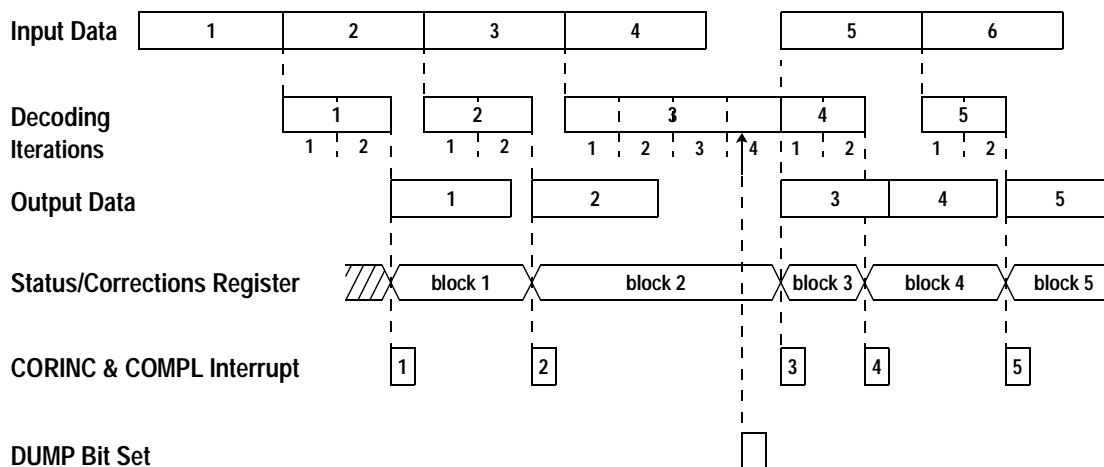 Input Data 1 2 3 4 5 6
Decoding 1 2 3 4 5
Iterations 1 2 1 2 1 2 3 4 1 2 1 2
Output Data 1 2 3 4 5
Status/Corrections Register block 1 block 2 block 3 block 4 block 5
CORINC & COMPL Interrupt 1 2 3 4 5
DUMP Bit Set